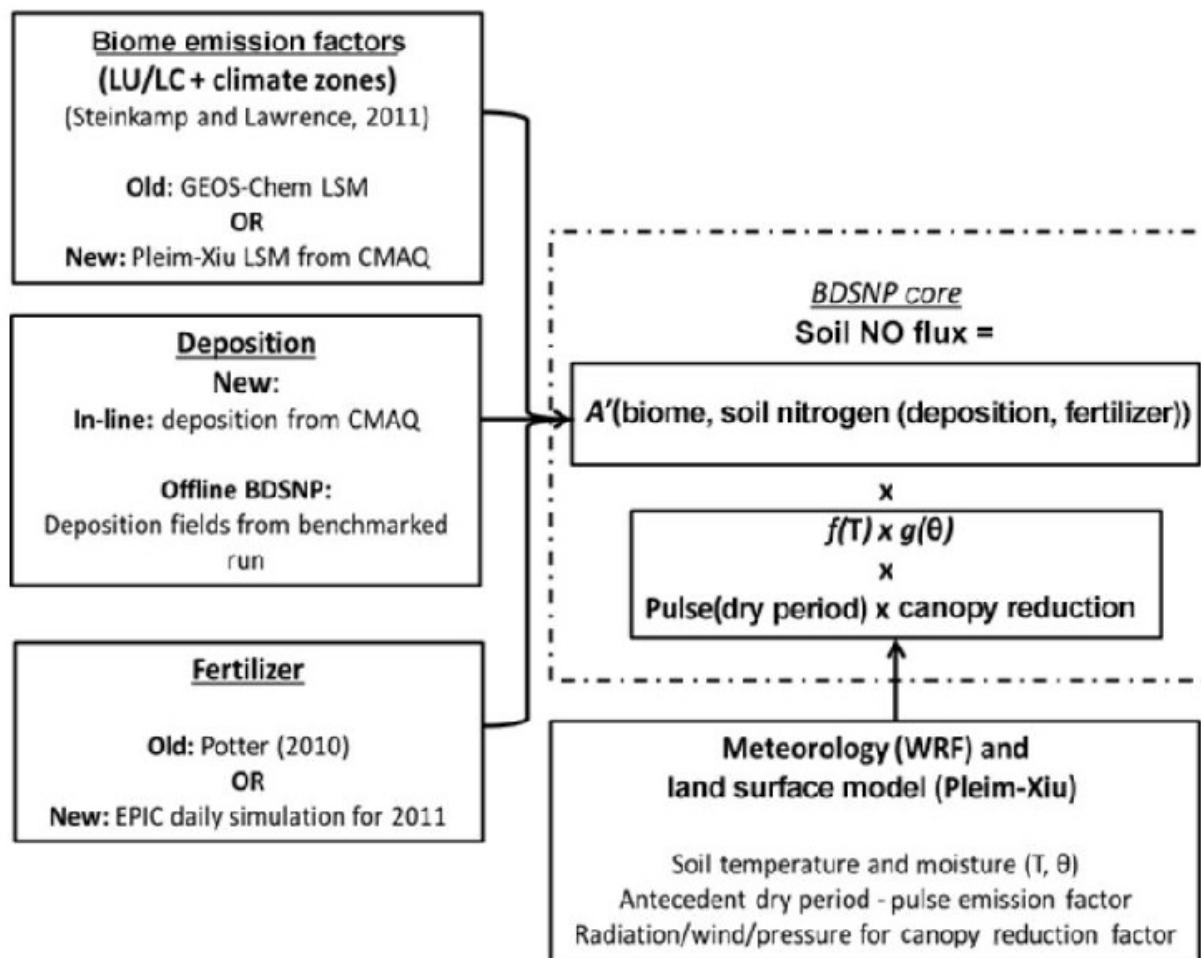 Biome emission factors
(LU/LC + climate zones)
(Steinkamp and Lawrence, 2011)
Old: GEOS-Chem LSM
OR
New: Pleim-Xiu LSM from CMAQ
Deposition
New:
In-line: deposition from CMAQ
Offline BDSNP:
Deposition fields from benchmarked
run
Fertilizer
Old: Potter (2010)
OR
New: EPIC daily simulation for 2011
BDSNP core
Soil NO flux =
A′(biome, soil nitrogen (deposition, fertilizer))
x
f(T) x g(θ)
x
Pulse(dry period) x canopy reduction
Meteorology (WRF) and
land surface model (Pleim-Xiu)
Soil temperature and moisture (T, θ)
Antecedent dry period - pulse emission factor
Radiation/wind/pressure for canopy reduction factor